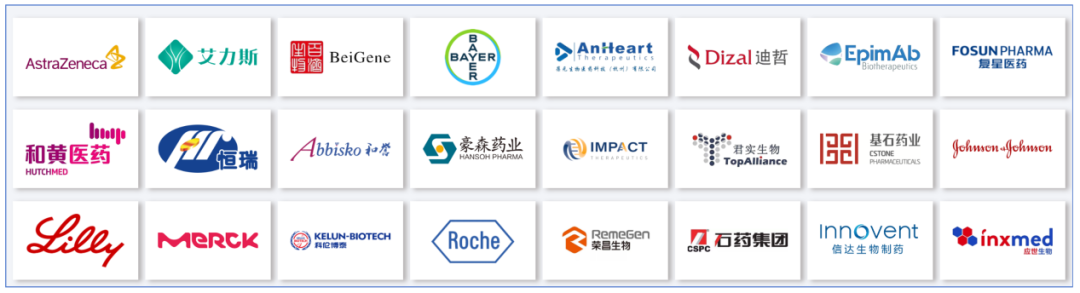 AstraZeneca
艾力斯
百济
神州
BeiGene
BAYER
BAYER
AnHeart
Therapeutics
Dizal 迪哲
EpimAb
Biotherapeutics
FOSUN PHARMA
复星医药
和黄医药
HUTCHMED
恒瑞
Abbisko 和誉
豪森药业
HANSOH PHARMA
IMPACT
THERAPEUTICS
君实生物
TopAlliance
基石药业
CSTONE
PHARMACEUTICALS
Johnson & Johnson
Lilly
MERCK
KELUN-BIOTECH
科伦博泰
Roche
RemeGen
荣昌生物
CSPC 石药集团
Innovent
信达生物制药
inxmed
应世生物